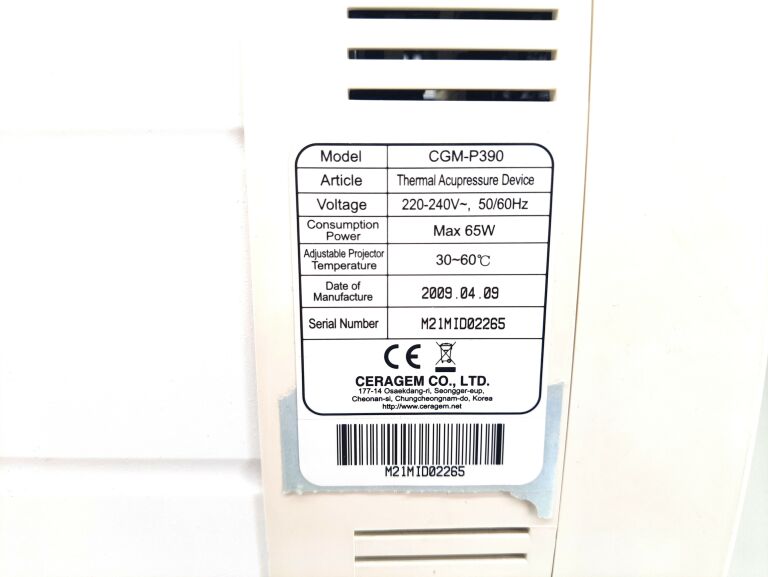 Model CGM-P390
Article Thermal Acupressure Device
Voltage 220-240V~, 50/60Hz
Consumption
Power Max 65W
Adjustable Projector
Temperature 30~60℃
Date of
Manufacture 2009.04.09
Serial Number M21MID02265
CE
CERAGEM CO., LTD.
177-14 Osaekdang-ri, Seonggeo-eup,
Cheonan-si, Chungcheongnam-do, Korea
http://www.ceragem.net
M21MID02265